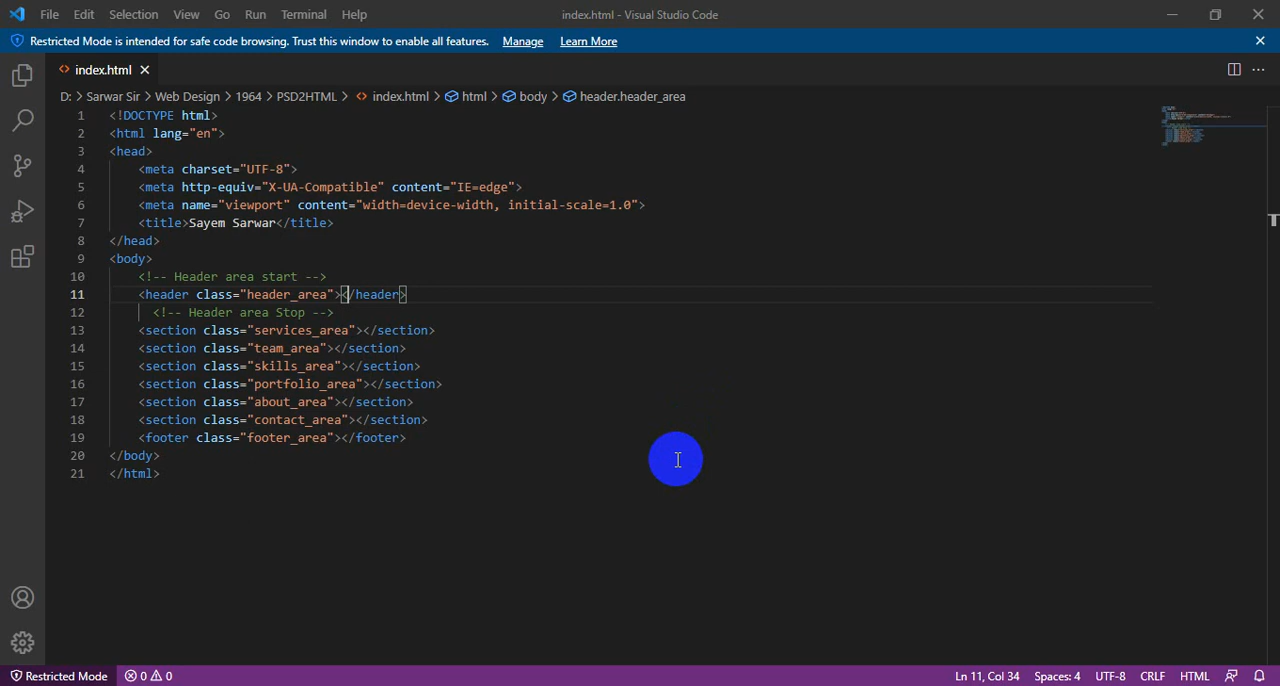 File Edit Selection View Go Run Terminal Help index.html - Visual Studio Code
Restricted Mode is intended for safe code browsing. Trust this window to enable all features. Manage Learn More
index.html
D: > Sarwar Sir > Web Design > 1964 > PSD2HTML > index.html > html > body > header.header_area
1 <!DOCTYPE html>
2 <html lang="en">
3 <head>
4 <meta charset="UTF-8">
5 <meta http-equiv="X-UA-Compatible" content="IE=edge">
6 <meta name="viewport" content="width=device-width, initial-scale=1.0">
7 <title>Sayem Sarwar</title>
8 </head>
9 <body>
10 <!-- Header area start -->
11 <header class="header_area"></header>
12 <!-- Header area Stop -->
13 <section class="services_area"></section>
14 <section class="team_area"></section>
15 <section class="skills_area"></section>
16 <section class="portfolio_area"></section>
17 <section class="about_area"></section>
18 <section class="contact_area"></section>
19 <footer class="footer_area"></footer>
20 </body>
21 </html>
Restricted Mode 0 0 Ln 11, Col 34 Spaces: 4 UTF-8 CRLF HTML